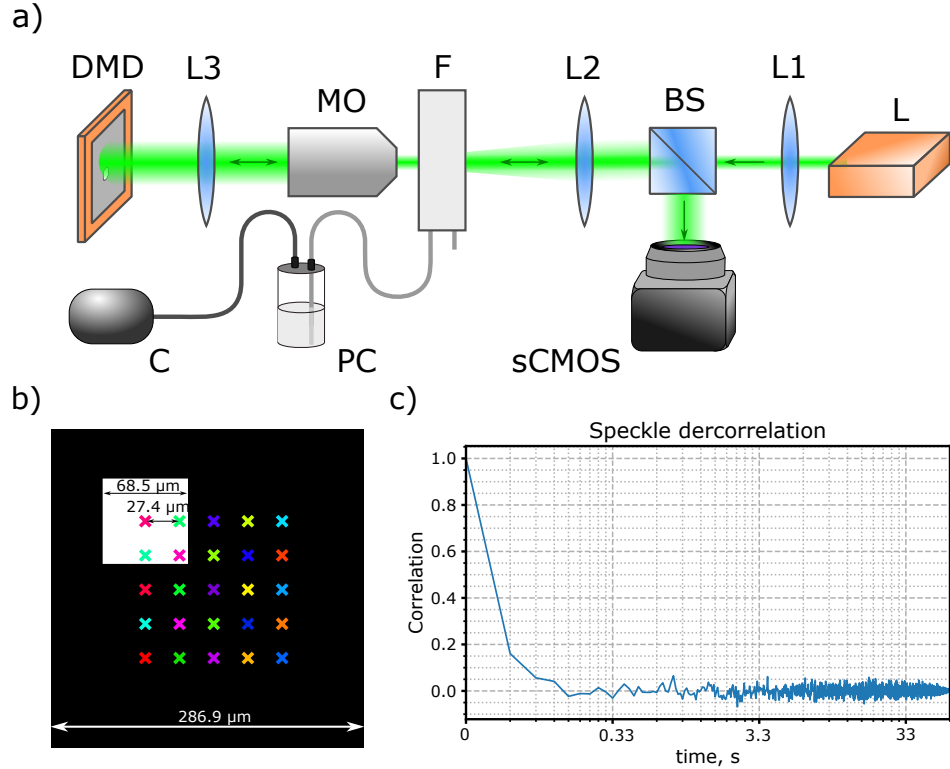 a)
DMD L3 MO F L2 BS L1 L
C PC sCMOS
b)
68.5 µm
27.4 µm
286.9 µm
c)
Speckle dercorrelation
Correlation
1.0
0.8
0.6
0.4
0.2
0.0
0 0.33 3.3 33
time, s